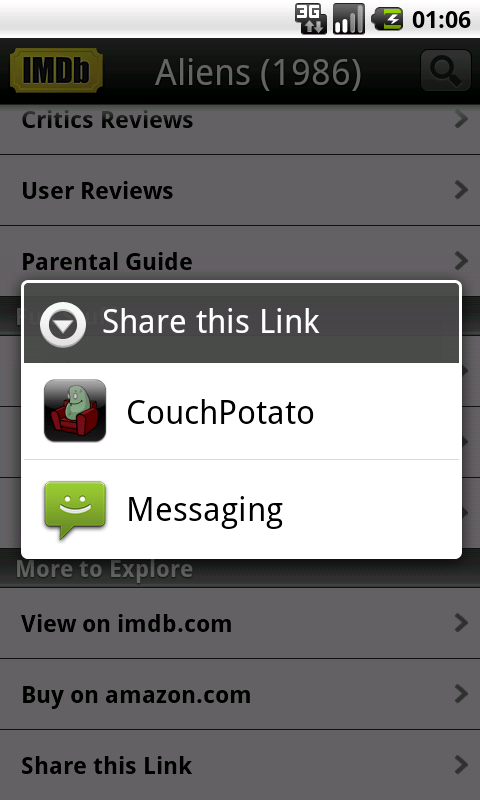 3G
01:06
IMDb
Aliens (1986)
Critics Reviews
User Reviews
Parental Guide
Share this Link
CouchPotato
Messaging
More to Explore
View on imdb.com
Buy on amazon.com
Share this Link